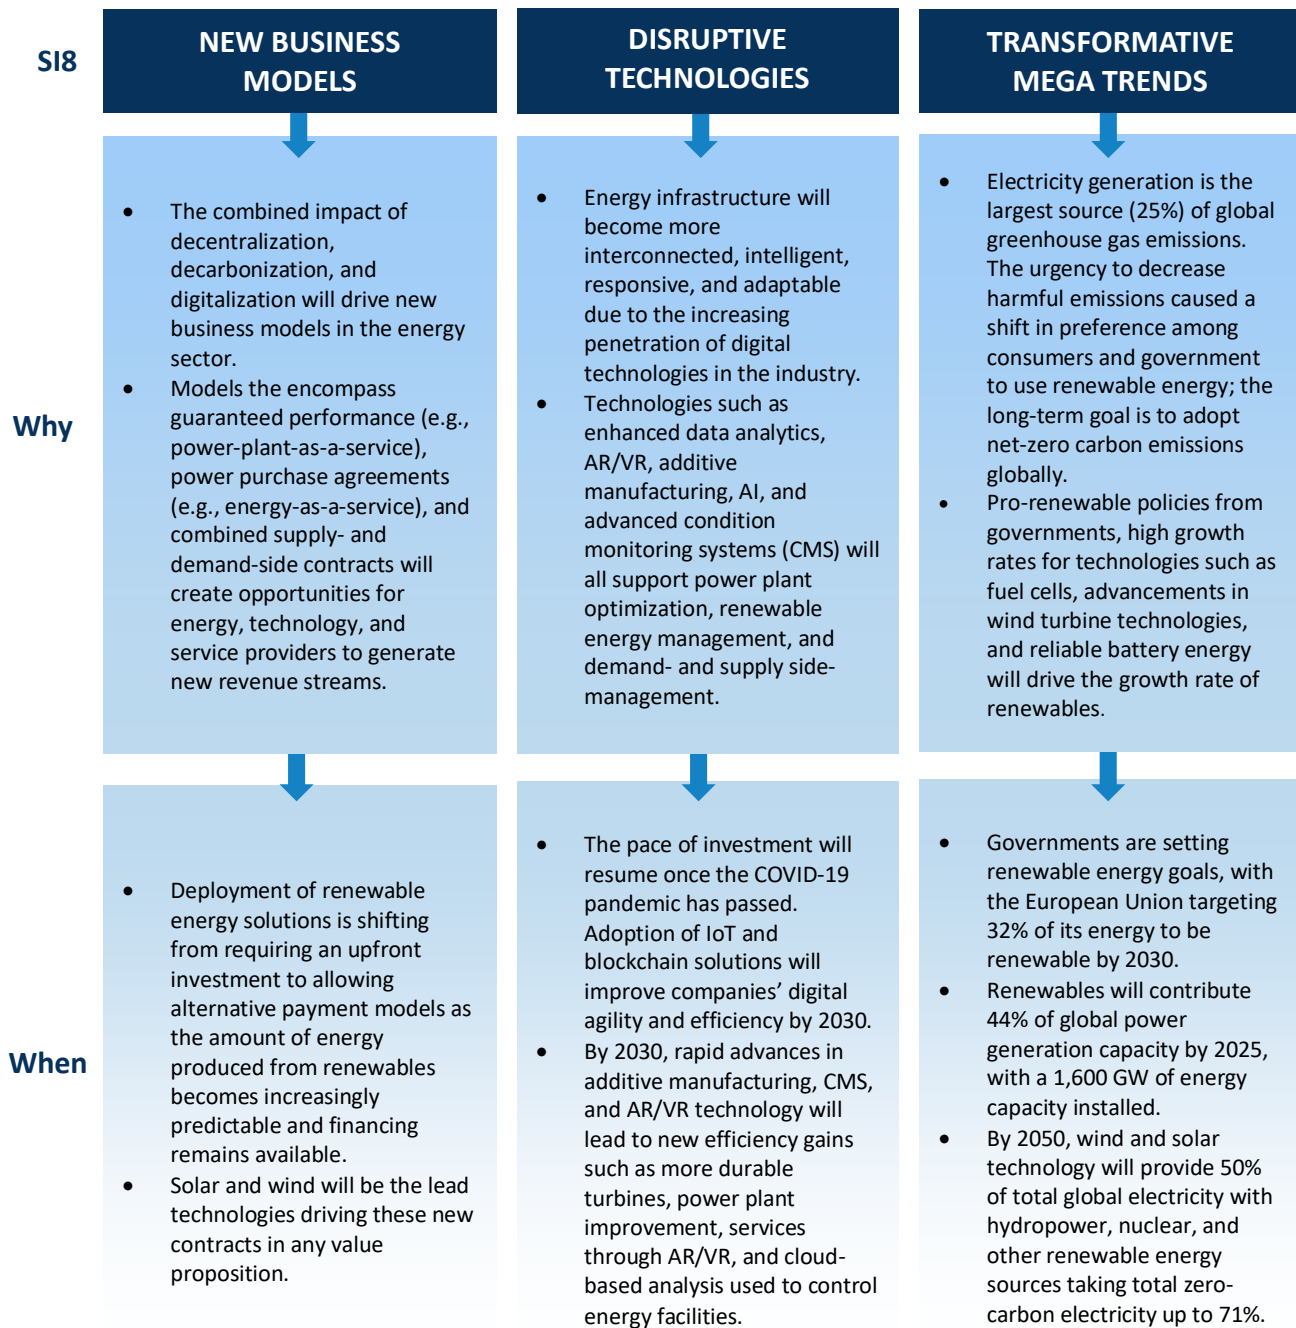 SI8
NEW BUSINESS
MODELS
DISRUPTIVE
TECHNOLOGIES
TRANSFORMATIVE
MEGA TRENDS
Why
• The combined impact of
decentralization,
decarbonization, and
digitalization will drive new
business models in the energy
sector.
• Models the encompass
guaranteed performance (e.g.,
power-plant-as-a-service),
power purchase agreements
(e.g., energy-as-a-service), and
combined supply- and
demand-side contracts will
create opportunities for
energy, technology, and
service providers to generate
new revenue streams.
• Energy infrastructure will
become more
interconnected, intelligent,
responsive, and adaptable
due to the increasing
penetration of digital
technologies in the industry.
• Technologies such as
enhanced data analytics,
AR/VR, additive
manufacturing, AI, and
advanced condition
monitoring systems (CMS) will
all support power plant
optimization, renewable
energy management, and
demand- and supply side-
management.
• Electricity generation is the
largest source (25%) of global
greenhouse gas emissions.
The urgency to decrease
harmful emissions caused a
shift in preference among
consumers and government
to use renewable energy; the
long-term goal is to adopt
net-zero carbon emissions
globally.
• Pro-renewable policies from
governments, high growth
rates for technologies such as
fuel cells, advancements in
wind turbine technologies,
and reliable battery energy
will drive the growth rate of
renewables.
When
• Deployment of renewable
energy solutions is shifting
from requiring an upfront
investment to allowing
alternative payment models as
the amount of energy
produced from renewables
becomes increasingly
predictable and financing
remains available.
• Solar and wind will be the lead
technologies driving these new
contracts in any value
proposition.
• The pace of investment will
resume once the COVID-19
pandemic has passed.
Adoption of IoT and
blockchain solutions will
improve companies’ digital
agility and efficiency by 2030.
• By 2030, rapid advances in
additive manufacturing, CMS,
and AR/VR technology will
lead to new efficiency gains
such as more durable
turbines, power plant
improvement, services
through AR/VR, and cloud-
based analysis used to control
energy facilities.
• Governments are setting
renewable energy goals, with
the European Union targeting
32% of its energy to be
renewable by 2030.
• Renewables will contribute
44% of global power
generation capacity by 2025,
with a 1,600 GW of energy
capacity installed.
• By 2050, wind and solar
technology will provide 50%
of total global electricity with
hydropower, nuclear, and
other renewable energy
sources taking total zero-
carbon electricity up to 71%.